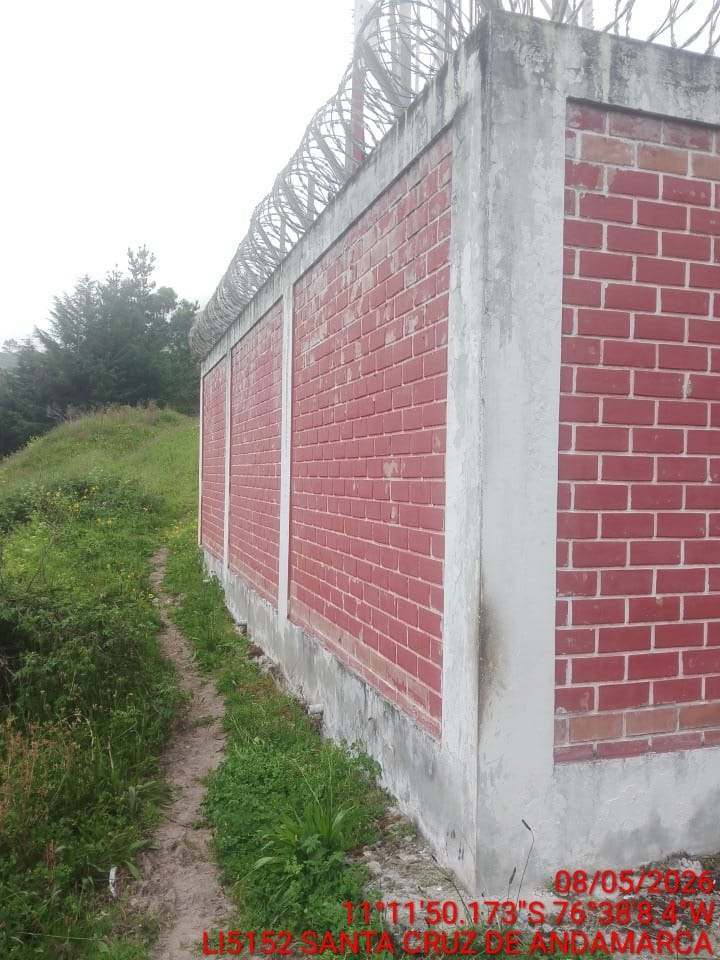 08/05/2026
11°11'50.173"S 76°38'8.4"W
LI5152 SANTA CRUZ DE ANDAMARCA